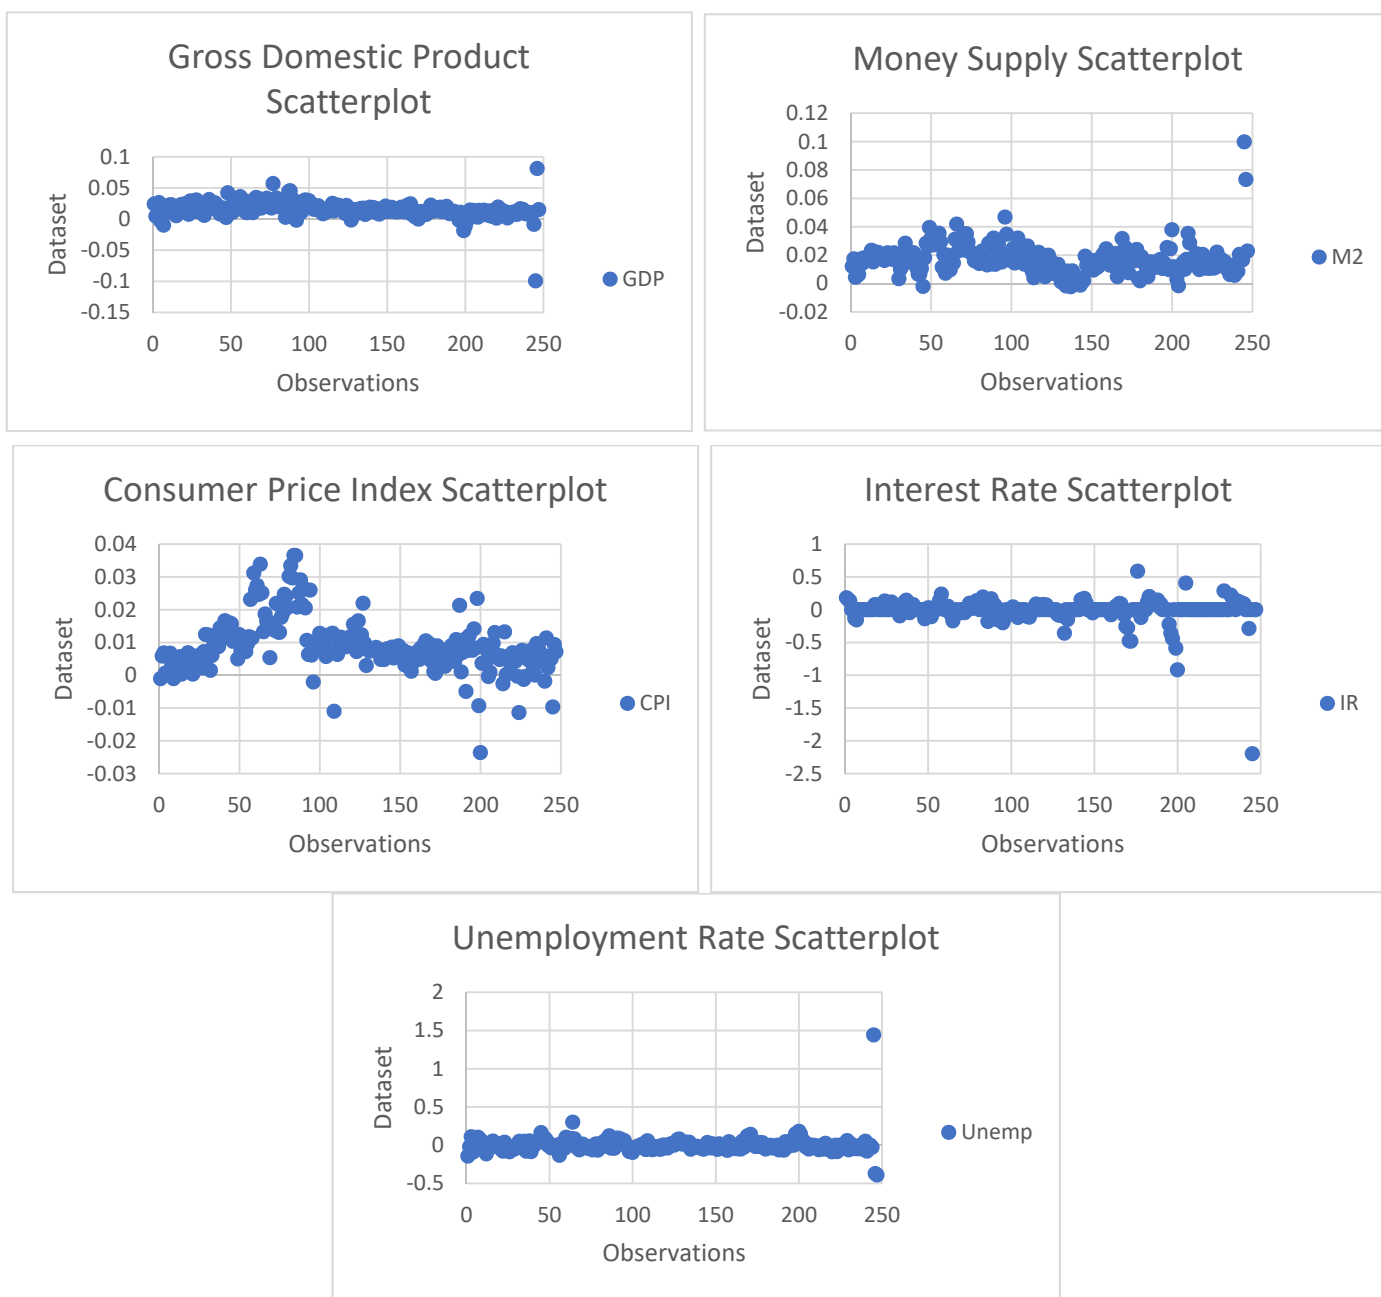 Gross Domestic Product
Scatterplot
0.1
0.05
0
-0.05
-0.1
-0.15
0 50 100 150 200 250
Dataset
Observations
GDP
Money Supply Scatterplot
0.12
0.1
0.08
0.06
0.04
0.02
0
-0.02
0 50 100 150 200 250
Dataset
Observations
M2
Consumer Price Index Scatterplot
0.04
0.03
0.02
0.01
0
-0.01
-0.02
-0.03
0 50 100 150 200 250
Dataset
Observations
CPI
Interest Rate Scatterplot
1
0.5
0
-0.5
-1
-1.5
-2
-2.5
0 50 100 150 200 250
Dataset
Observations
IR
Unemployment Rate Scatterplot
2
1.5
1
0.5
0
-0.5
0 50 100 150 200 250
Dataset
Observations
Unemp